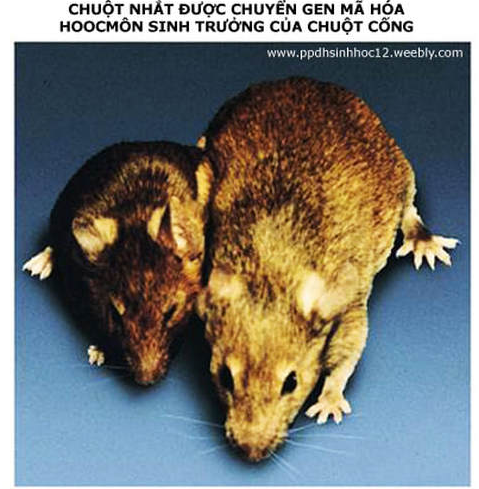 CHUỘT NHẮT ĐƯỢC CHUYỂN GEN MÃ HÓA
HOOCMÔN SINH TRƯỞNG CỦA CHUỘT CỐNG
www.ppdhsinhhoc12.weebly.com